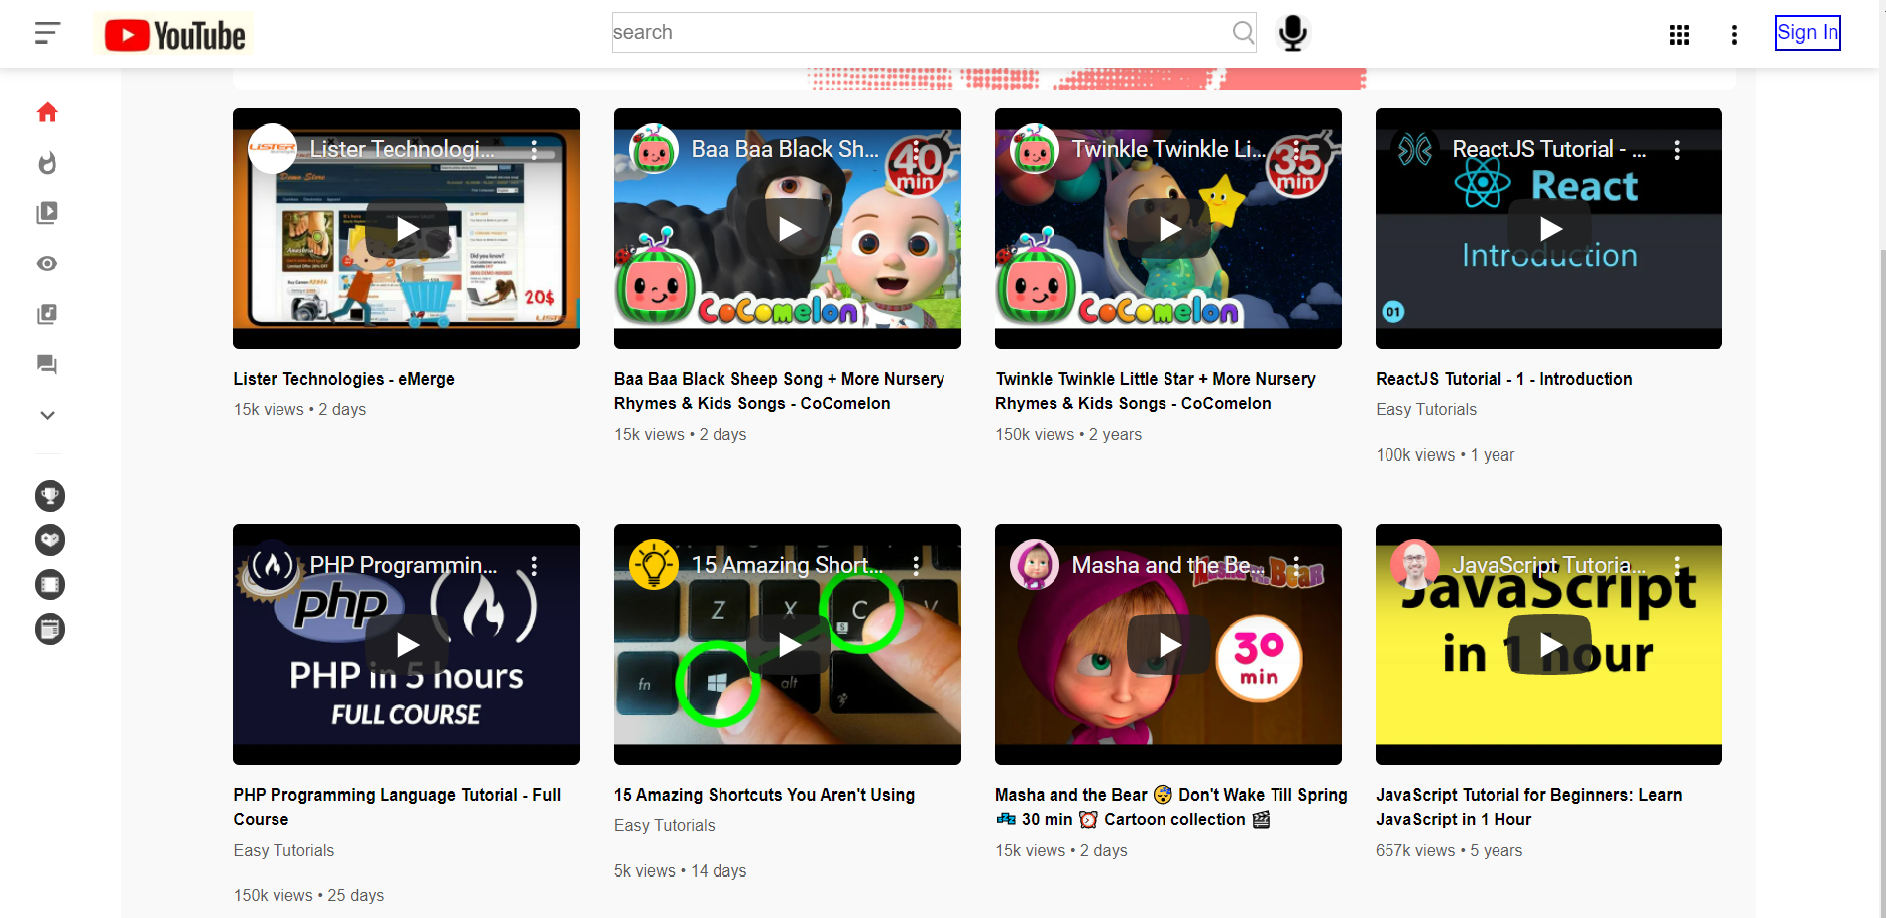 YouTube
search
Sign In
LISTER
Lister Technologi...
Demo Store
Did you know?
20$
LISTER
Baa Baa Black Sh...
40
min
CoComelon
Twinkle Twinkle Li...
35
min
CoComelon
ReactJS Tutorial - ...
React
Introduction
01
Lister Technologies - eMerge
15k views • 2 days
Baa Baa Black Sheep Song + More Nursery
Rhymes & Kids Songs - CoComelon
15k views • 2 days
Twinkle Twinkle Little Star + More Nursery
Rhymes & Kids Songs - CoComelon
150k views • 2 years
ReactJS Tutorial - 1 - Introduction
Easy Tutorials
100k views • 1 year
PHP Programmin...
php
PHP in 5 hours
FULL COURSE
15 Amazing Short...
Z X C V
S
fn alt
Masha and the Be...
Masha and the Bear
30
min
JavaScript Tutoria...
JavaScript
in 1 hour
PHP Programming Language Tutorial - Full
Course
Easy Tutorials
150k views • 25 days
15 Amazing Shortcuts You Aren't Using
Easy Tutorials
5k views • 14 days
Masha and the Bear 😴 Don't Wake Till Spring
💤 30 min ⏰ Cartoon collection 🎬
15k views • 2 days
JavaScript Tutorial for Beginners: Learn
JavaScript in 1 Hour
657k views • 5 years